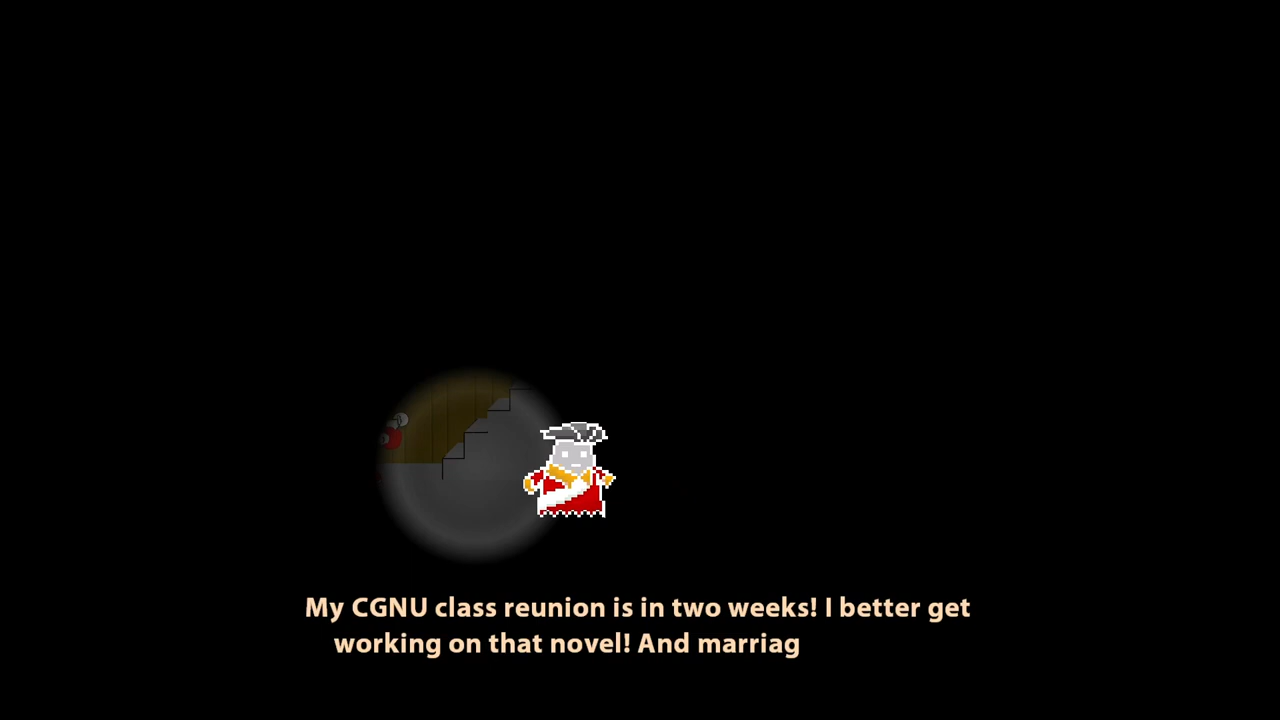 My CGNU class reunion is in two weeks! I better get
working on that novel! And marriag